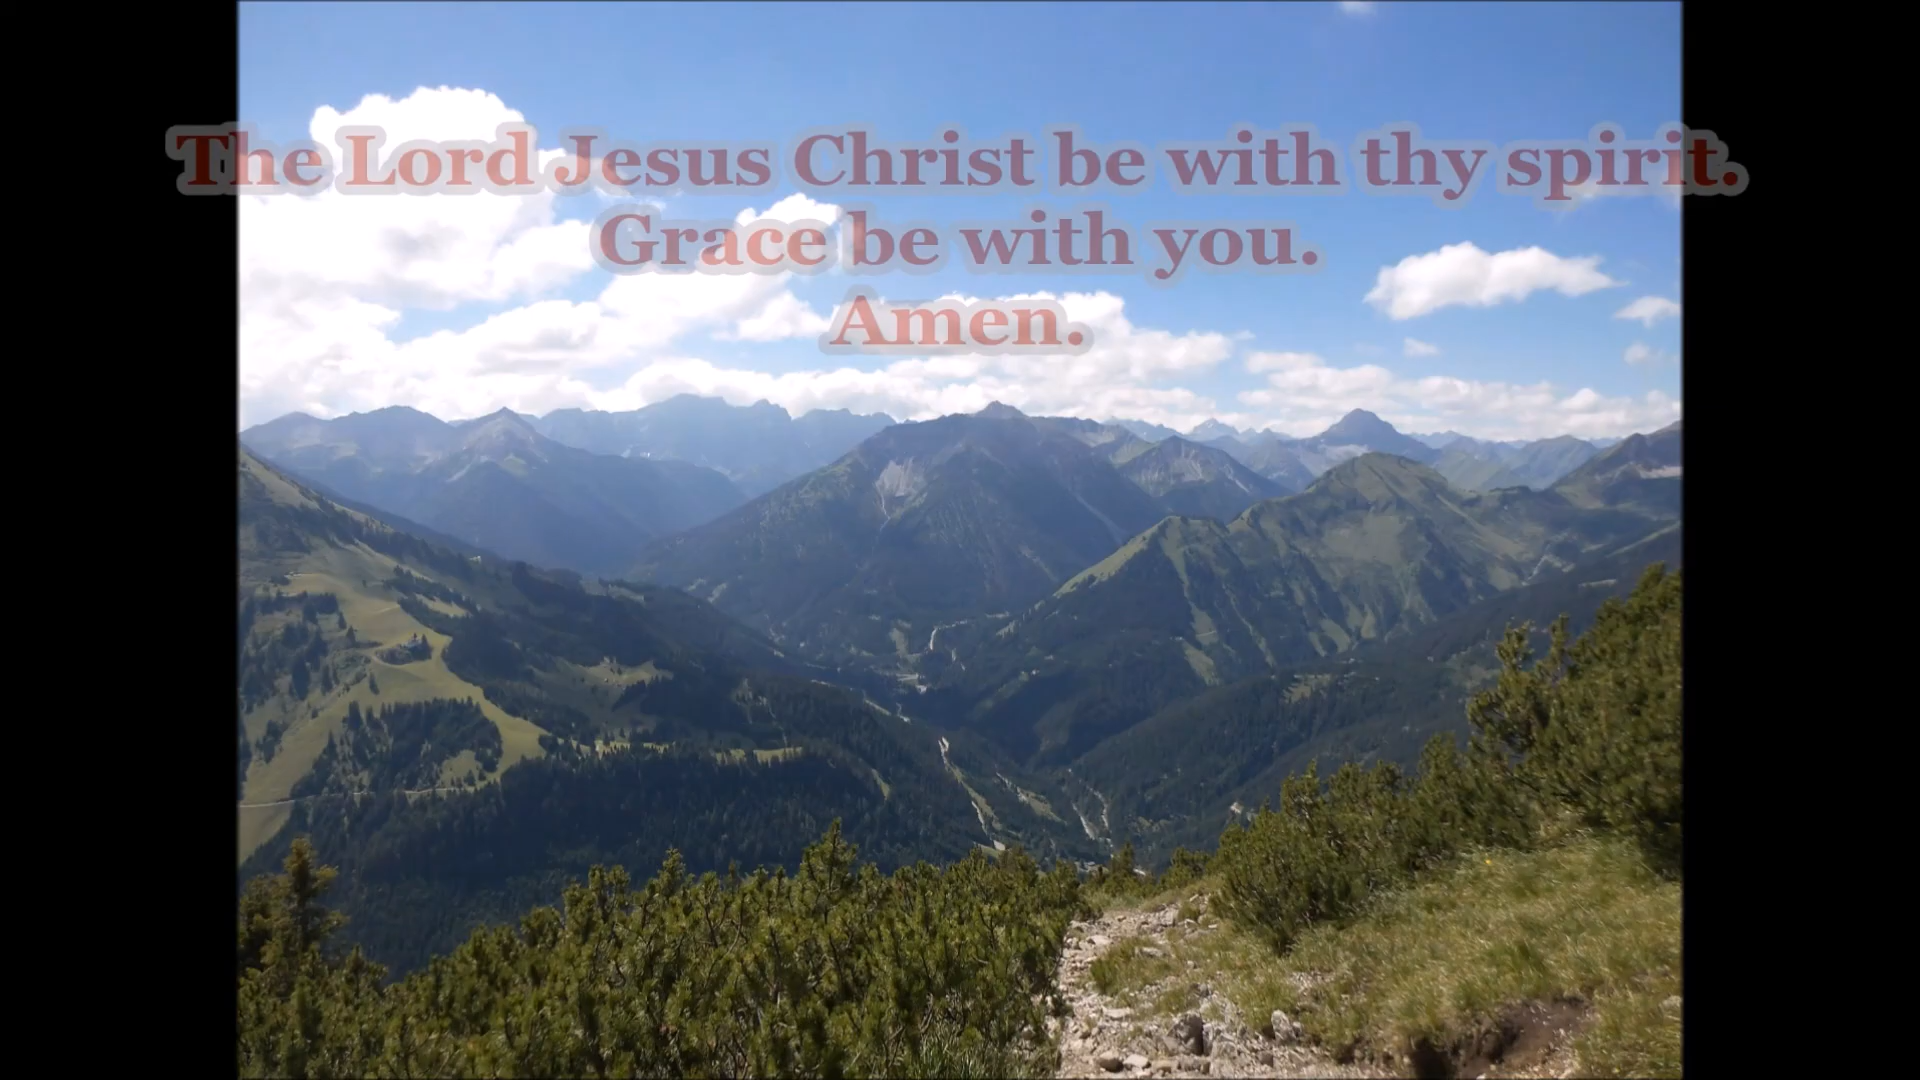 The Lord Jesus Christ be with thy spirit.
Grace be with you.
Amen.